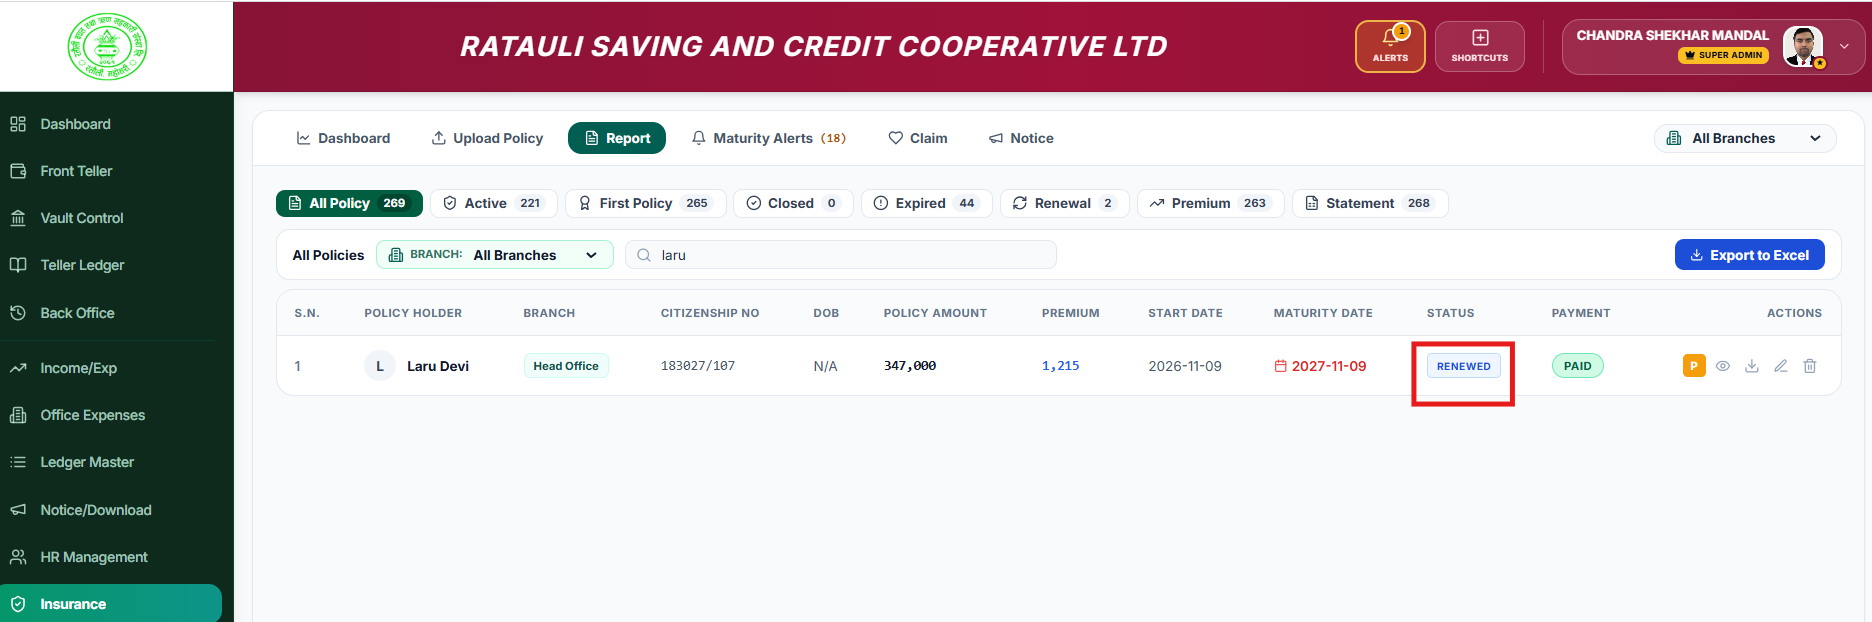 RATAULI SAVING AND CREDIT COOPERATIVE LTD
1
ALERTS
SHORTCUTS
CHANDRA SHEKHAR MANDAL
SUPER ADMIN
Dashboard
Front Teller
Vault Control
Teller Ledger
Back Office
Income/Exp
Office Expenses
Ledger Master
Notice/Download
HR Management
Insurance
Dashboard Upload Policy Report Maturity Alerts (18) Claim Notice All Branches
All Policy 269 Active 221 First Policy 265 Closed 0 Expired 44 Renewal 2 Premium 263 Statement 268
All Policies BRANCH: All Branches laru Export to Excel
S.N. POLICY HOLDER BRANCH CITIZENSHIP NO DOB POLICY AMOUNT PREMIUM START DATE MATURITY DATE STATUS PAYMENT ACTIONS
1 L Laru Devi Head Office 183027/107 N/A 347,000 1,215 2026-11-09 2027-11-09 RENEWED PAID P